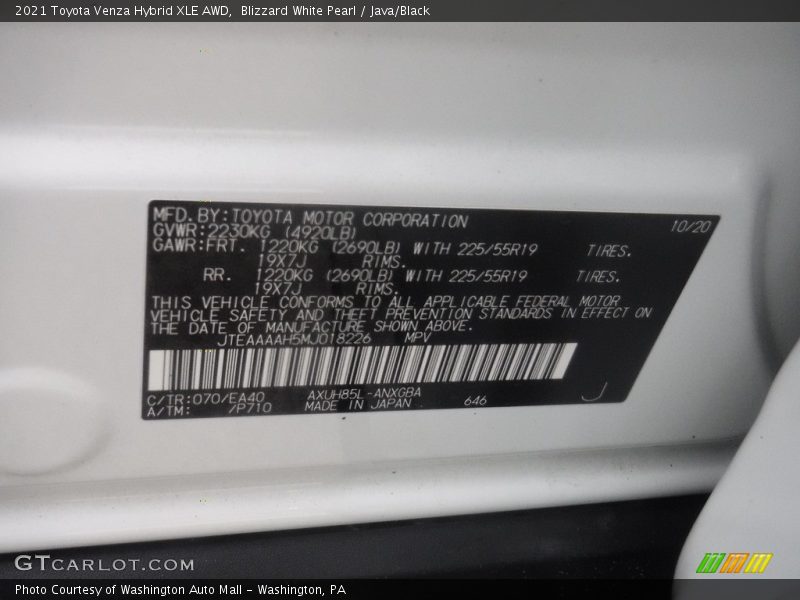 2021 Toyota Venza Hybrid XLE AWD,  Blizzard White Pearl / Java/Black
MFD. BY: TOYOTA MOTOR CORPORATION 10/20
GVWR: 2230KG (4920LB)
GAWR: FRT. 1220KG (2690LB) WITH 225/55R19 TIRES.
19X7J RIMS.
RR. 1220KG (2690LB) WITH 225/55R19 TIRES.
19X7J RIMS.
THIS VEHICLE CONFORMS TO ALL APPLICABLE FEDERAL MOTOR
VEHICLE SAFETY AND THEFT PREVENTION STANDARDS IN EFFECT ON
THE DATE OF MANUFACTURE SHOWN ABOVE.
JTEAAAAH5MJ018226 MPV
C/TR: 070/EA40 AXUH85L-ANXGBA
A/TM: /P710 MADE IN JAPAN 646 J
GTCARLOT.COM
Photo Courtesy of Washington Auto Mall - Washington, PA